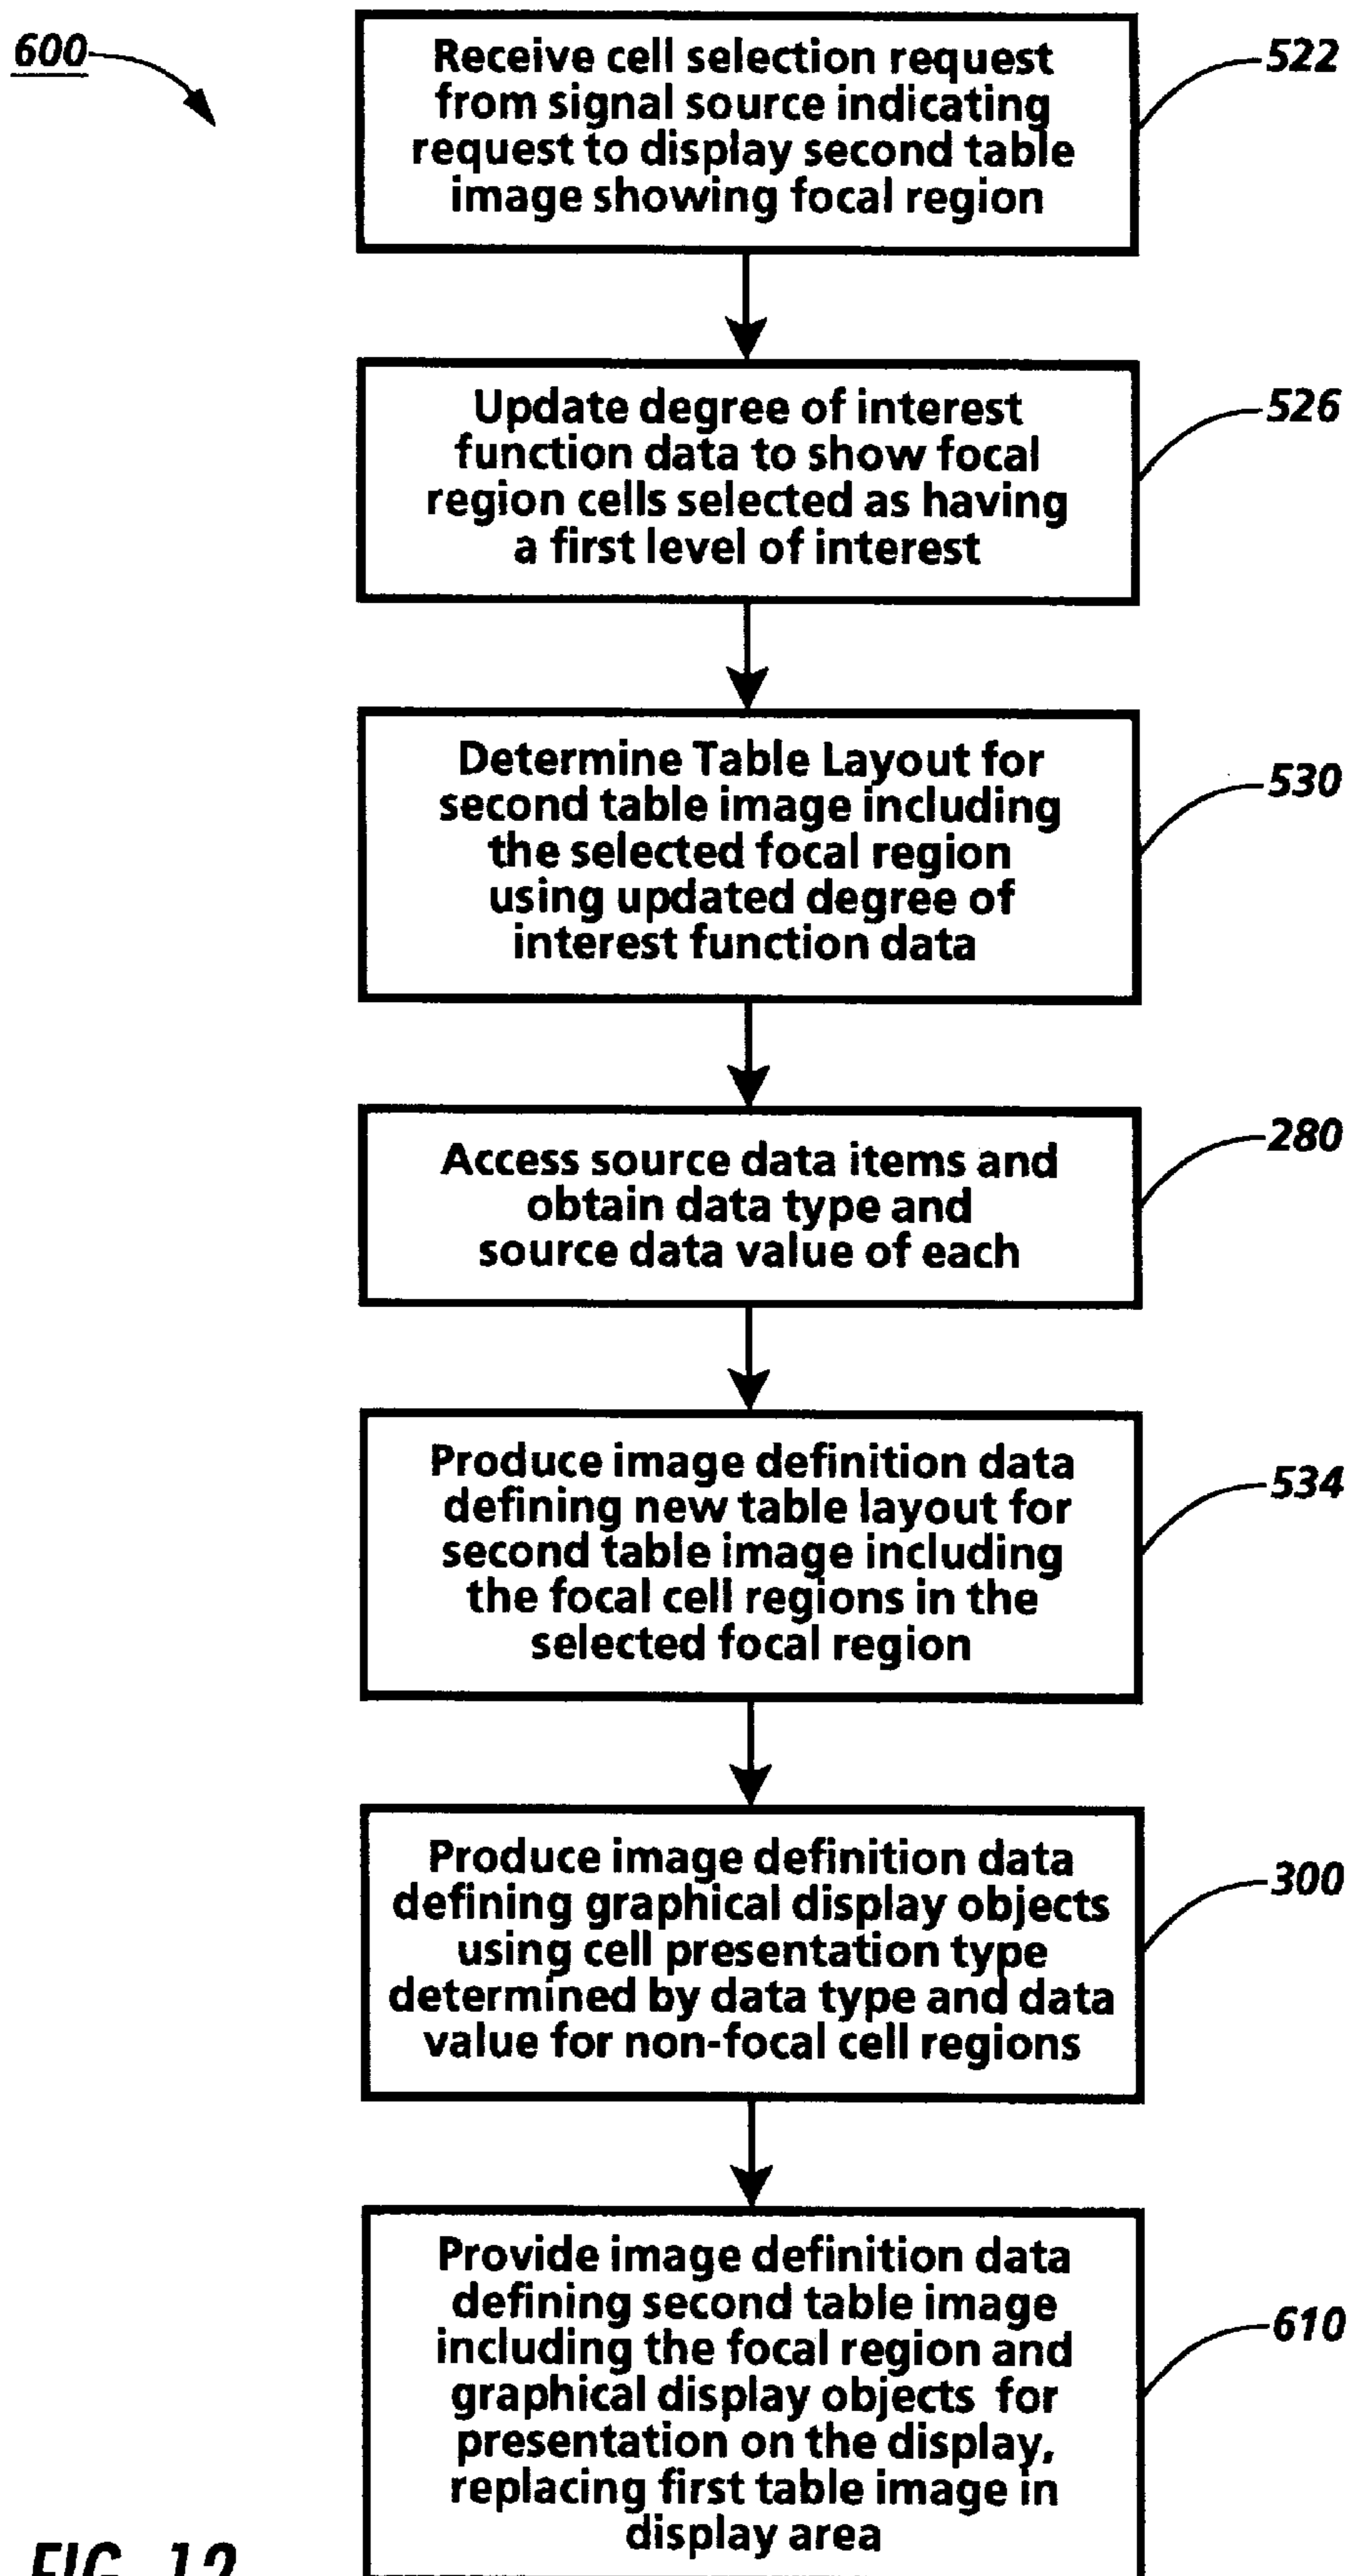 600
Receive cell selection request
from signal source indicating
request to display second table
image showing focal region
522
Update degree of interest
function data to show focal
region cells selected as having
a first level of interest
526
Determine Table Layout for
second table image including
the selected focal region
using updated degree of
interest function data
530
Access source data items and
obtain data type and
source data value of each
280
Produce image definition data
defining new table layout for
second table image including
the focal cell regions in the
selected focal region
534
Produce image definition data
defining graphical display objects
using cell presentation type
determined by data type and data
value for non-focal cell regions
300
Provide image definition data
defining second table image
including the focal region and
graphical display objects for
presentation on the display,
replacing first table image in
display area
610
FIG. 12